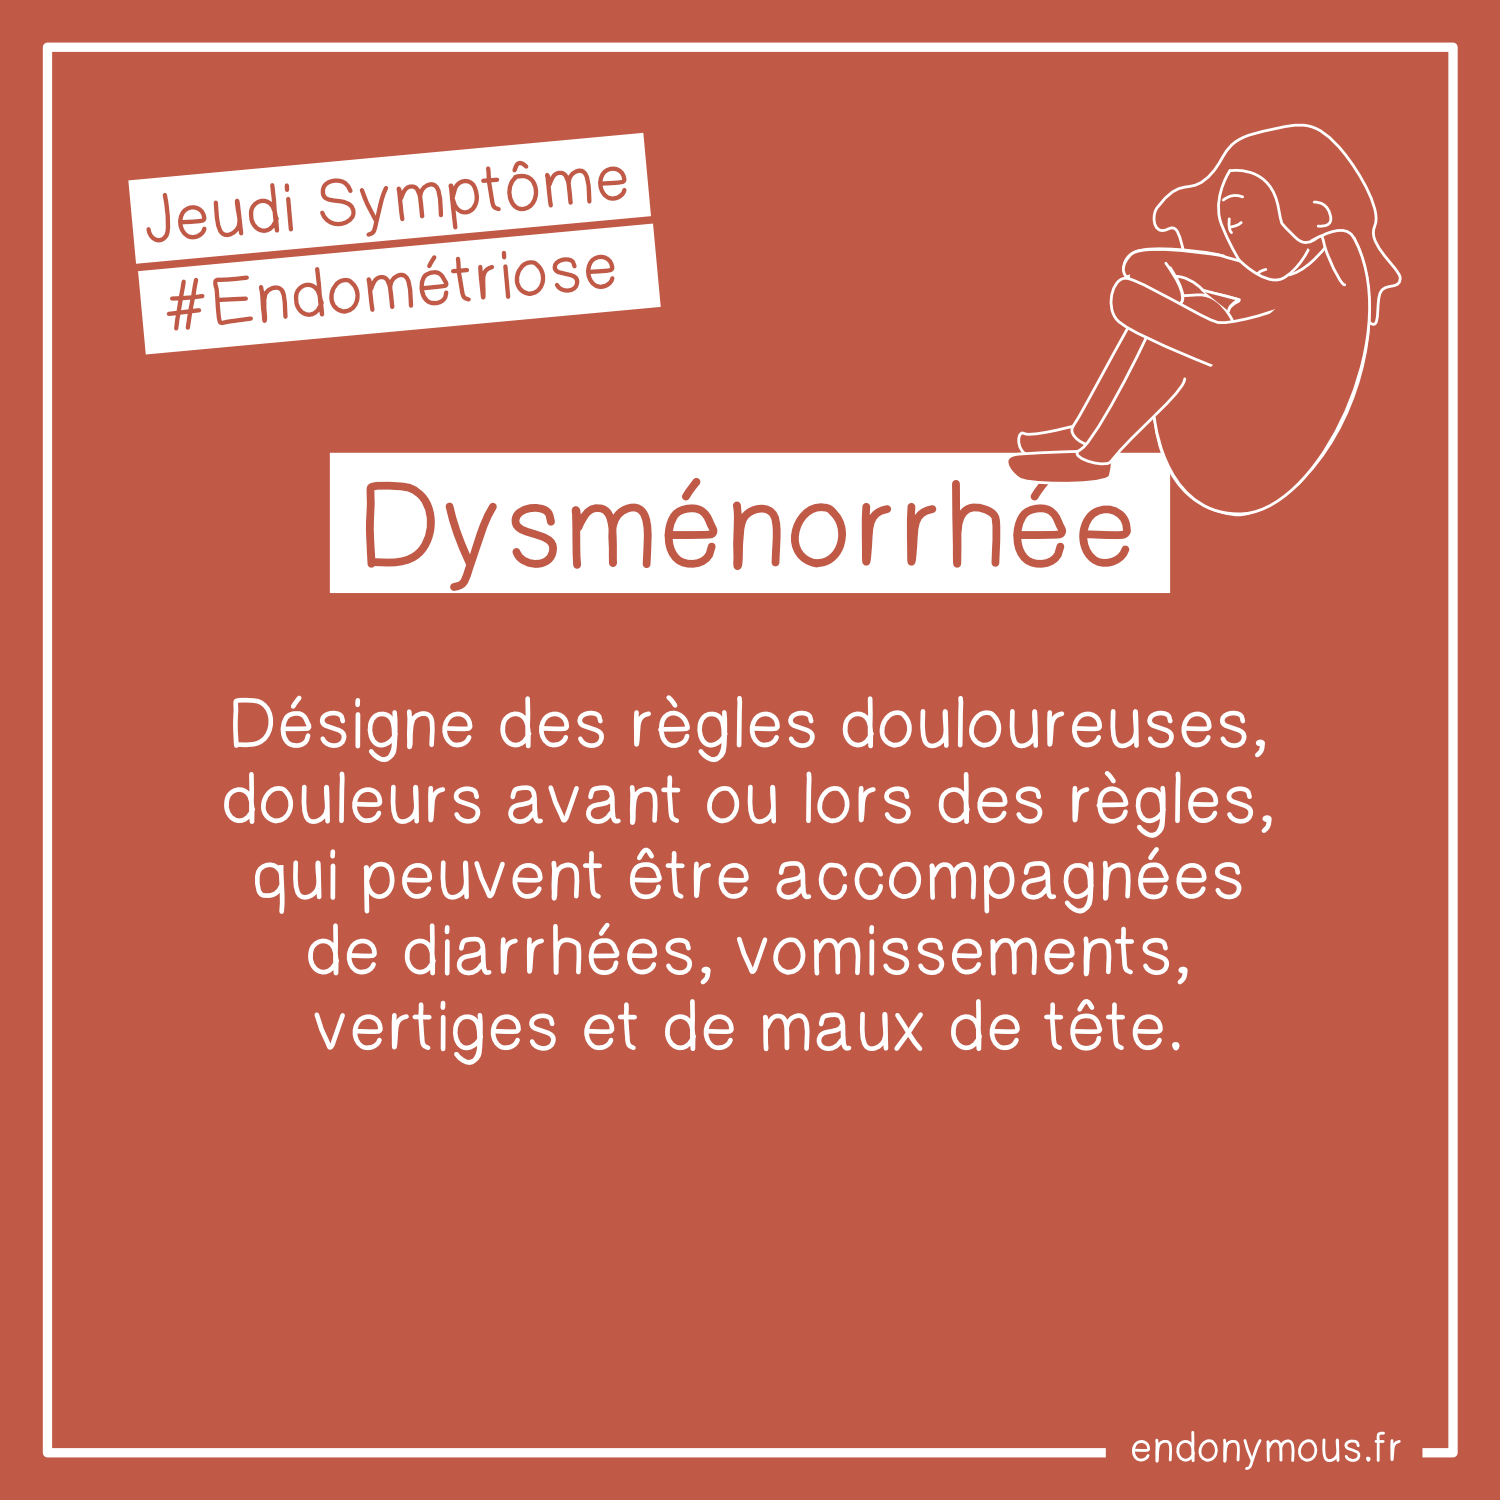 Jeudi Symptôme
#Endométriose
Dysménorrhée
Désigne des règles douloureuses,
douleurs avant ou lors des règles,
qui peuvent être accompagnées
de diarrhées, vomissements,
vertiges et de maux de tête.
endonymous.fr